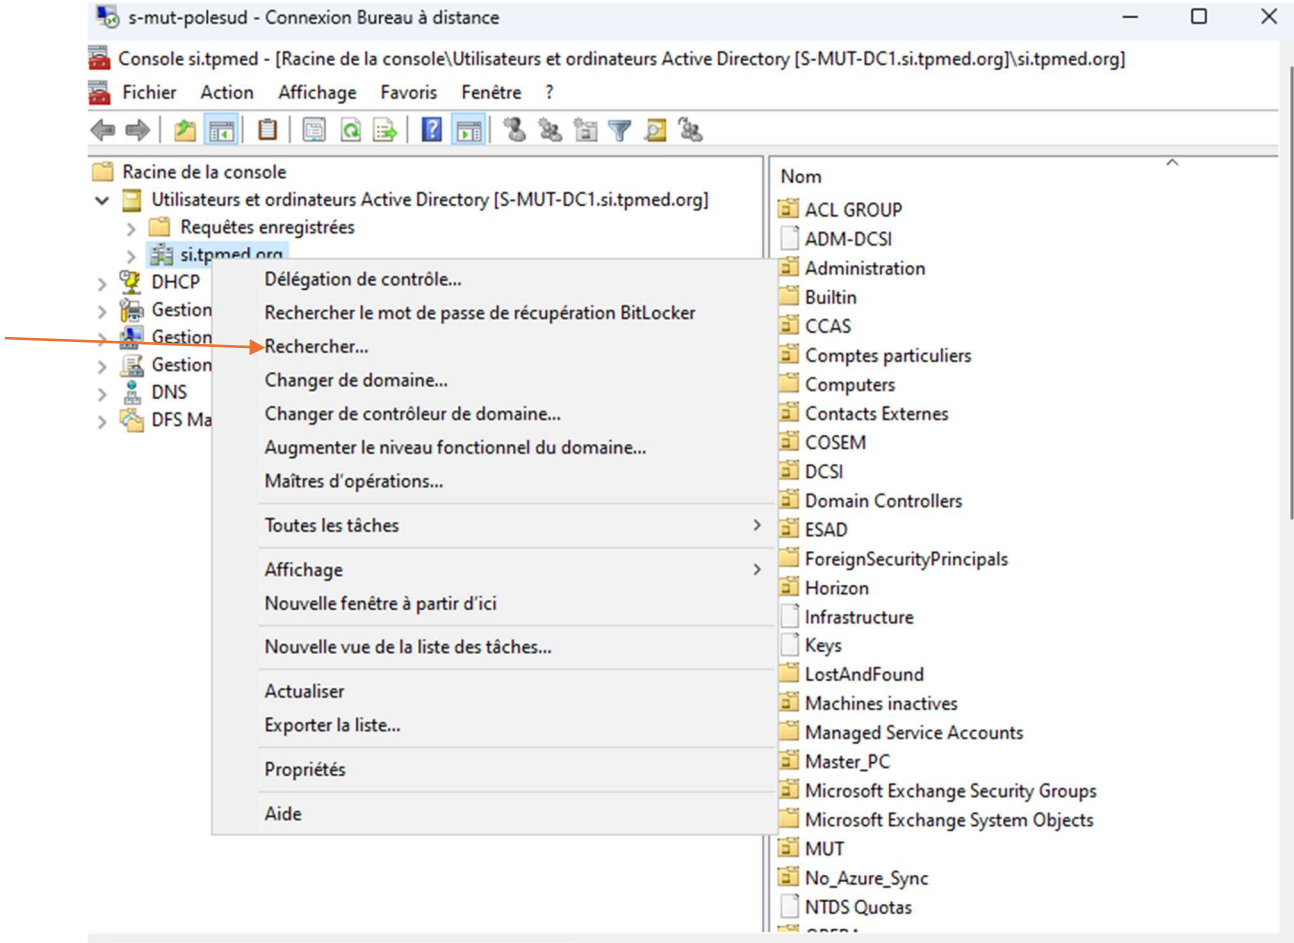 s-mut-polesud - Connexion Bureau à distance
Console si.tpmed - [Racine de la console\Utilisateurs et ordinateurs Active Directory [S-MUT-DC1.si.tpmed.org]\si.tpmed.org]
Fichier Action Affichage Favoris Fenêtre ?
Racine de la console
Utilisateurs et ordinateurs Active Directory [S-MUT-DC1.si.tpmed.org]
Requêtes enregistrées
si.tpmed.org
DHCP
Gestion
Gestion
Gestion
DNS
DFS Ma
Délégation de contrôle...
Rechercher le mot de passe de récupération BitLocker
Rechercher...
Changer de domaine...
Changer de contrôleur de domaine...
Augmenter le niveau fonctionnel du domaine...
Maîtres d'opérations...
Toutes les tâches
Affichage
Nouvelle fenêtre à partir d'ici
Nouvelle vue de la liste des tâches...
Actualiser
Exporter la liste...
Propriétés
Aide
Nom
ACL GROUP
ADM-DCSI
Administration
Builtin
CCAS
Comptes particuliers
Computers
Contacts Externes
COSEM
DCSI
Domain Controllers
ESAD
ForeignSecurityPrincipals
Horizon
Infrastructure
Keys
LostAndFound
Machines inactives
Managed Service Accounts
Master_PC
Microsoft Exchange Security Groups
Microsoft Exchange System Objects
MUT
No_Azure_Sync
NTDS Quotas